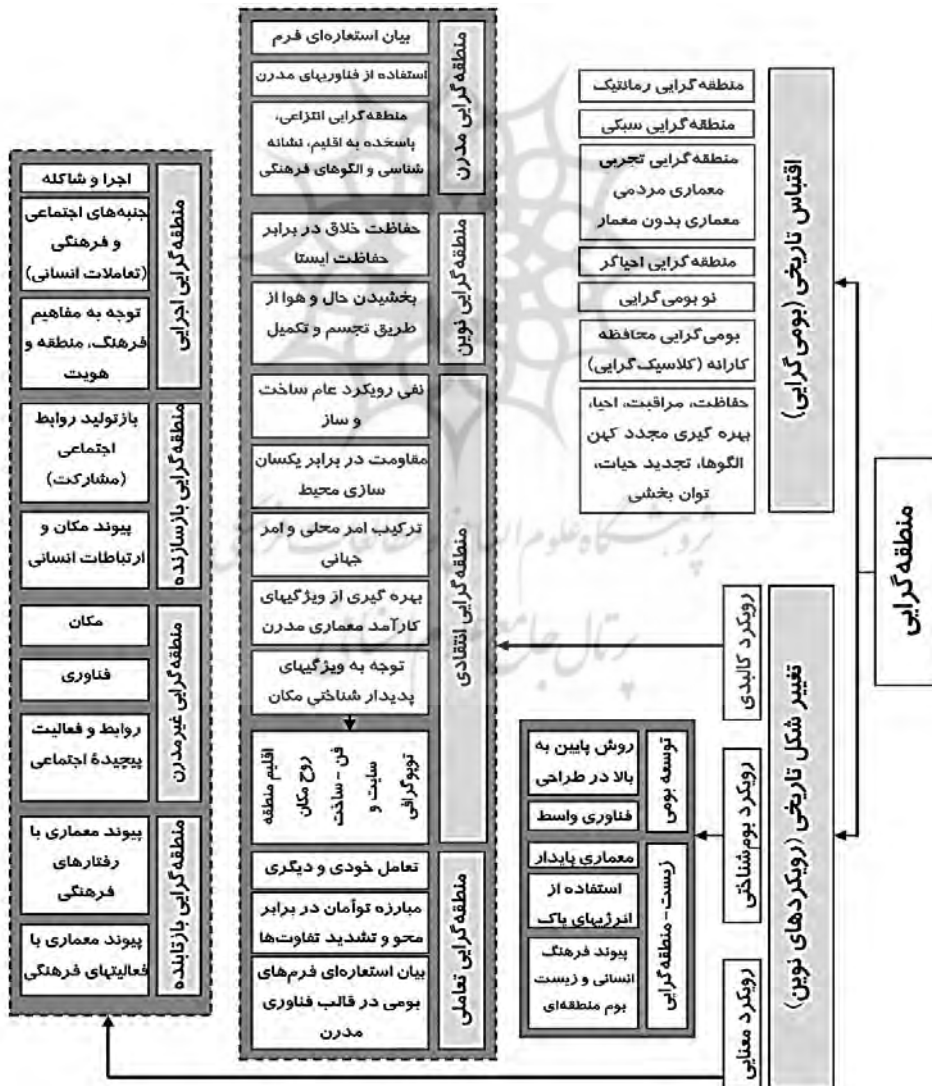 منطقه‌گرایی
اقتباس تاریخی (بومی‌گرایی)
منطقه‌گرایی رمانتیک
منطقه‌گرایی سبکی
منطقه‌گرایی تجربی
معماری مردمی
معماری بدون معمار
منطقه‌گرایی احیاگر
نو بومی‌گرایی
بومی‌گرایی محافظه
کارانه (کلاسیک‌گرایی)
حفاظت، مراقبت، احیا،
بهره گیری مجدد کهن
الگوها، تجدید حیات،
توان بخشی
تغییر شکل تاریخی (رویکردهای نوین)
رویکرد کالبدی
منطقه‌گرایی مدرن
بیان استعاره‌ای فرم
استفاده از فناوریهای مدرن
منطقه‌گرایی انتزاعی،
پاسخده به اقلیم، نشانه
شناسی و الگوهای فرهنگی
منطقه‌گرایی نوین
حفاظت خلاق در برابر
حفاظت ایستا
بخشیدن حال و هوا از
طریق تجسم و تکمیل
منطقه‌گرایی انتقادی
نفی رویکرد عام ساخت
و ساز
مقاومت در برابر یکسان
سازی محیط
ترکیب امر محلی و امر
جهانی
بهره گیری از ویژگیهای
کارآمد معماری مدرن
توجه به ویژگیهای
پدیدار شناختی مکان
توپوگرافی
سایت و
فن - ساخت
روح مکان
اقلیم منطقه
منطقه‌گرایی تعاملی
تعامل خودی و دیگری
مبارزه توأمان در برابر
محو و تشدید تفاوت‌ها
بیان استعاره‌ای فرم‌های
بومی در قالب فناوری
مدرن
رویکرد بوم‌شناختی
توسعه بومی
روش پایین به
بالا در طراحی
فناوری واسط
زیست - منطقه‌گرایی
معماری پایدار
استفاده از
انرژیهای پاک
پیوند فرهنگ
انسانی و زیست
بوم منطقه‌ای
رویکرد معنایی
منطقه‌گرایی اجرایی
اجرا و شاکله
جنبه‌های اجتماعی
و فرهنگی
(تعاملات انسانی)
توجه به مفاهیم
فرهنگ، منطقه و
هویت
منطقه‌گرایی بازسازنده
بازتولید روابط
اجتماعی
(مشارکت)
پیوند مکان و
ارتباطات انسانی
منطقه‌گرایی غیرمدرن
مکان
فناوری
روابط و فعالیت
پیچیدهٔ اجتماعی
منطقه‌گرایی بازتابنده
پیوند معماری با
رفتارهای
فرهنگی
پیوند معماری با
فعالیتهای فرهنگی
پژوهشگاه علوم انسانی و مطالعات فرهنگی
پرتال جامع علوم انسانی